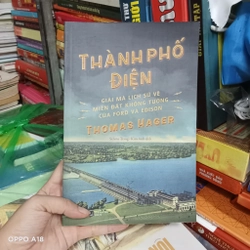 THÀNH PHỐ
ĐIỆN
GIẢI MÃ LỊCH SỬ VỀ
MIỀN ĐẤT KHÔNG TƯỞNG
CỦA FORD VÀ EDISON
THOMAS HAGER
OPPO A18